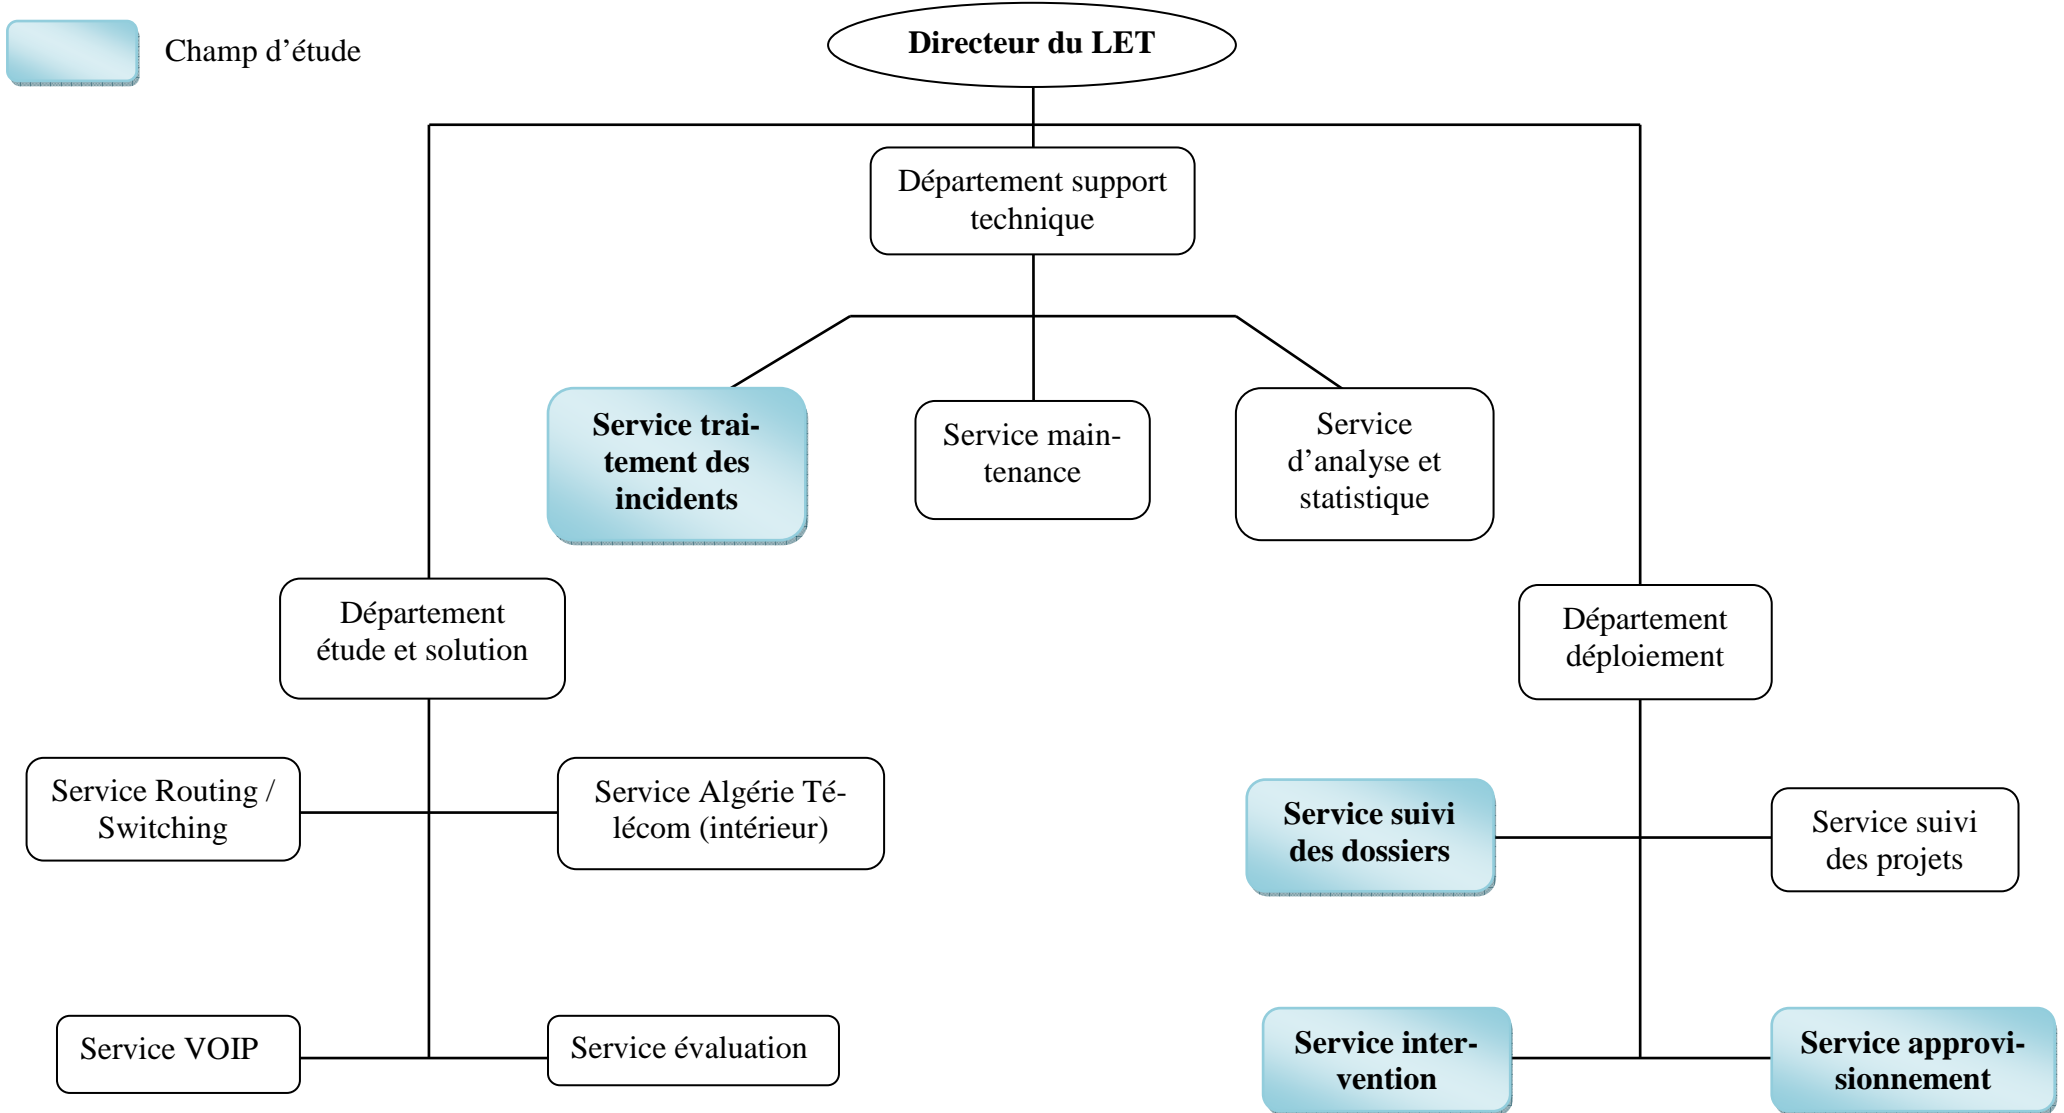 Champ d’étude
Directeur du LET
Département support
technique
Service trai-
tement des
incidents
Service main-
tenance
Service
d’analyse et
statistique
Département
étude et solution
Département
déploiement
Service Routing /
Switching
Service Algérie Té-
lécom (intérieur)
Service suivi
des dossiers
Service suivi
des projets
Service VOIP
Service évaluation
Service inter-
vention
Service approvi-
sionnement